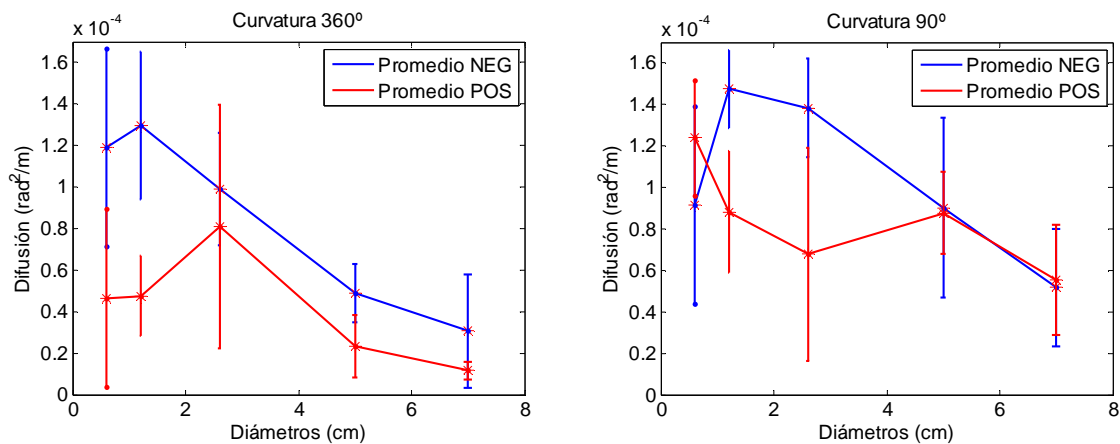 x 10⁻⁴
Curvatura 360º
Promedio NEG
Promedio POS
1.6
1.4
1.2
1
0.8
0.6
0.4
0.2
0
Difusión (rad²/m)
0
2
4
6
8
Diámetros (cm)
x 10⁻⁴
Curvatura 90º
Promedio NEG
Promedio POS
1.6
1.4
1.2
1
0.8
0.6
0.4
0.2
0
Difusión (rad²/m)
0
2
4
6
8
Diámetros (cm)